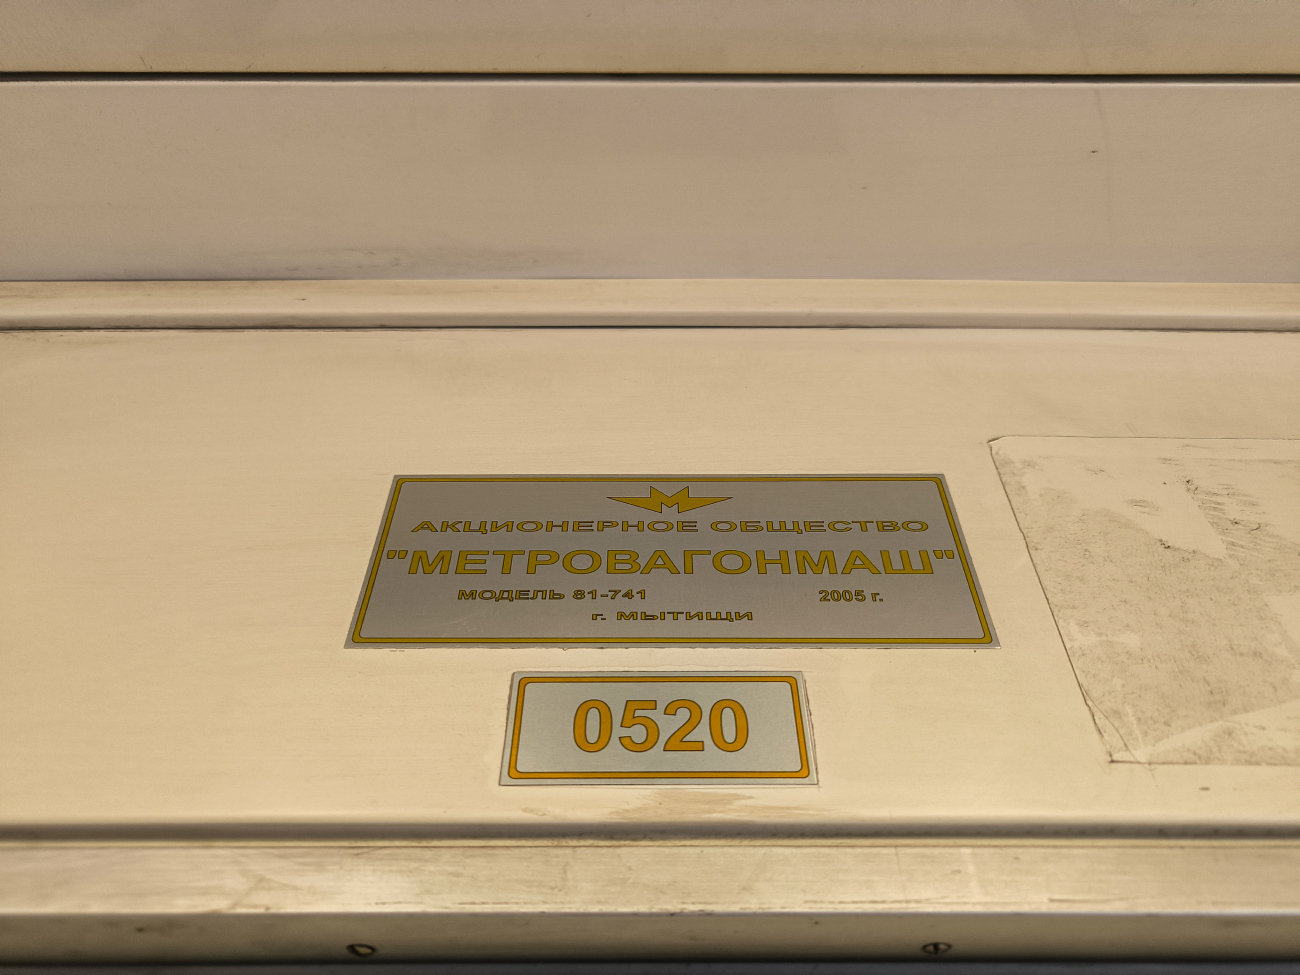 М
АКЦИОНЕРНОЕ ОБЩЕСТВО
"МЕТРОВАГОНМАШ"
МОДЕЛЬ 81-741 2005 г.
г. МЫТИЩИ
0520